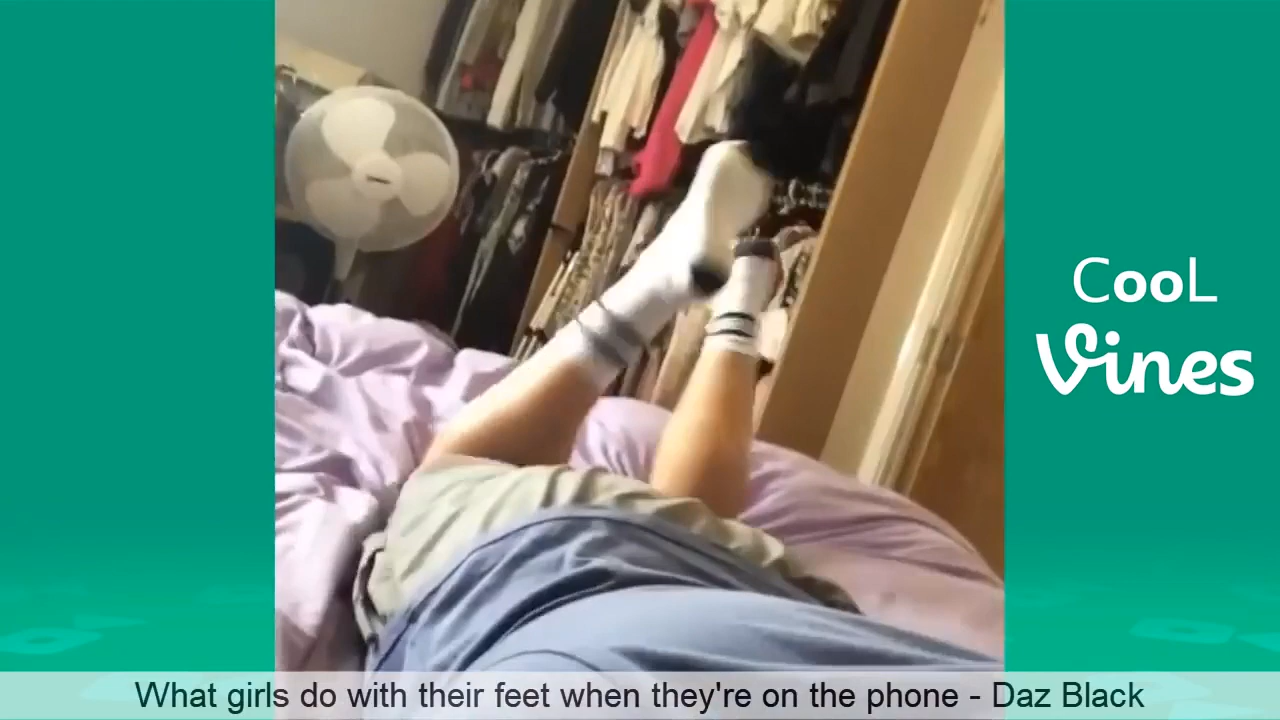 CooL
Vines
What girls do with their feet when they're on the phone - Daz Black